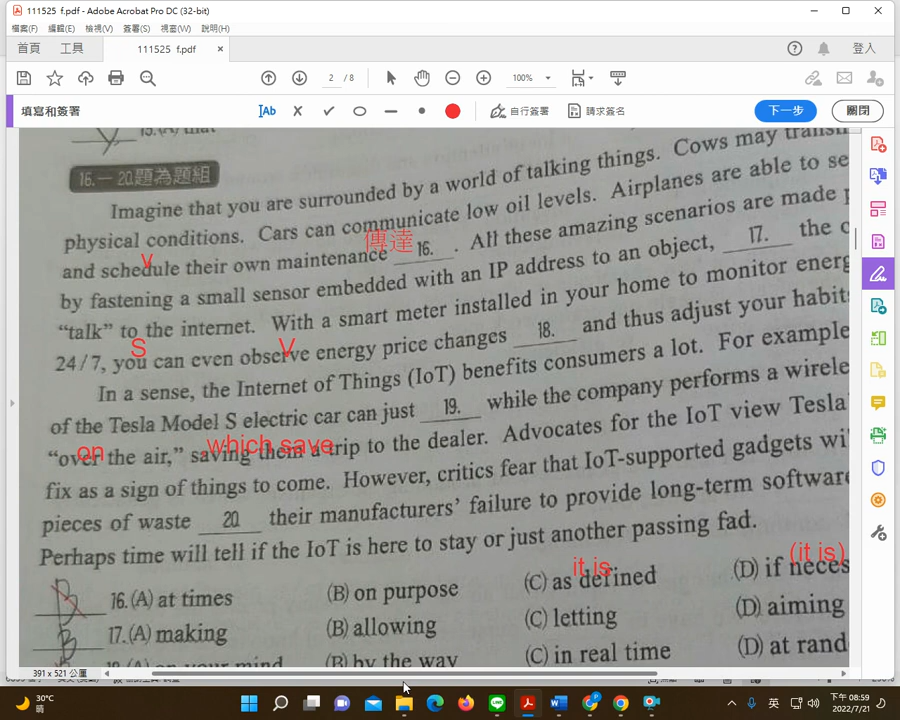 111525 f.pdf - Adobe Acrobat Pro DC (32-bit)
檔案(F) 編輯(E) 檢視(V) 簽署(S) 視窗(W) 說明(H)
首頁 工具 111525 f.pdf × 登入
2 / 8 100%
填寫和簽署 Ab 自行簽署 請求簽名 下一步 關閉
15.(A) that
16.-20.題為題組
Imagine that you are surrounded by a world of talking things. Cows may transm
physical conditions. Cars can communicate low oil levels. Airplanes are able to se
傳達
and schedule their own maintenance 16. . All these amazing scenarios are made p
V
by fastening a small sensor embedded with an IP address to an object, 17. the o
"talk" to the internet. With a smart meter installed in your home to monitor energ
S V
24/7, you can even observe energy price changes 18. and thus adjust your habits
In a sense, the Internet of Things (IoT) benefits consumers a lot. For example
of the Tesla Model S electric car can just 19. while the company performs a wirele
on which save
"over the air," saving them a trip to the dealer. Advocates for the IoT view Tesla
fix as a sign of things to come. However, critics fear that IoT-supported gadgets wi
pieces of waste 20. their manufacturers' failure to provide long-term software
Perhaps time will tell if the IoT is here to stay or just another passing fad.
it is (it is)
16.(A) at times (B) on purpose (C) as defined (D) if neces
B 17.(A) making (B) allowing (C) letting (D) aiming
18.(A) on your mind (B) by the way (C) in real time (D) at rand
391 x 521 公厘
30°C
晴
英
下午 08:59
2022/7/21